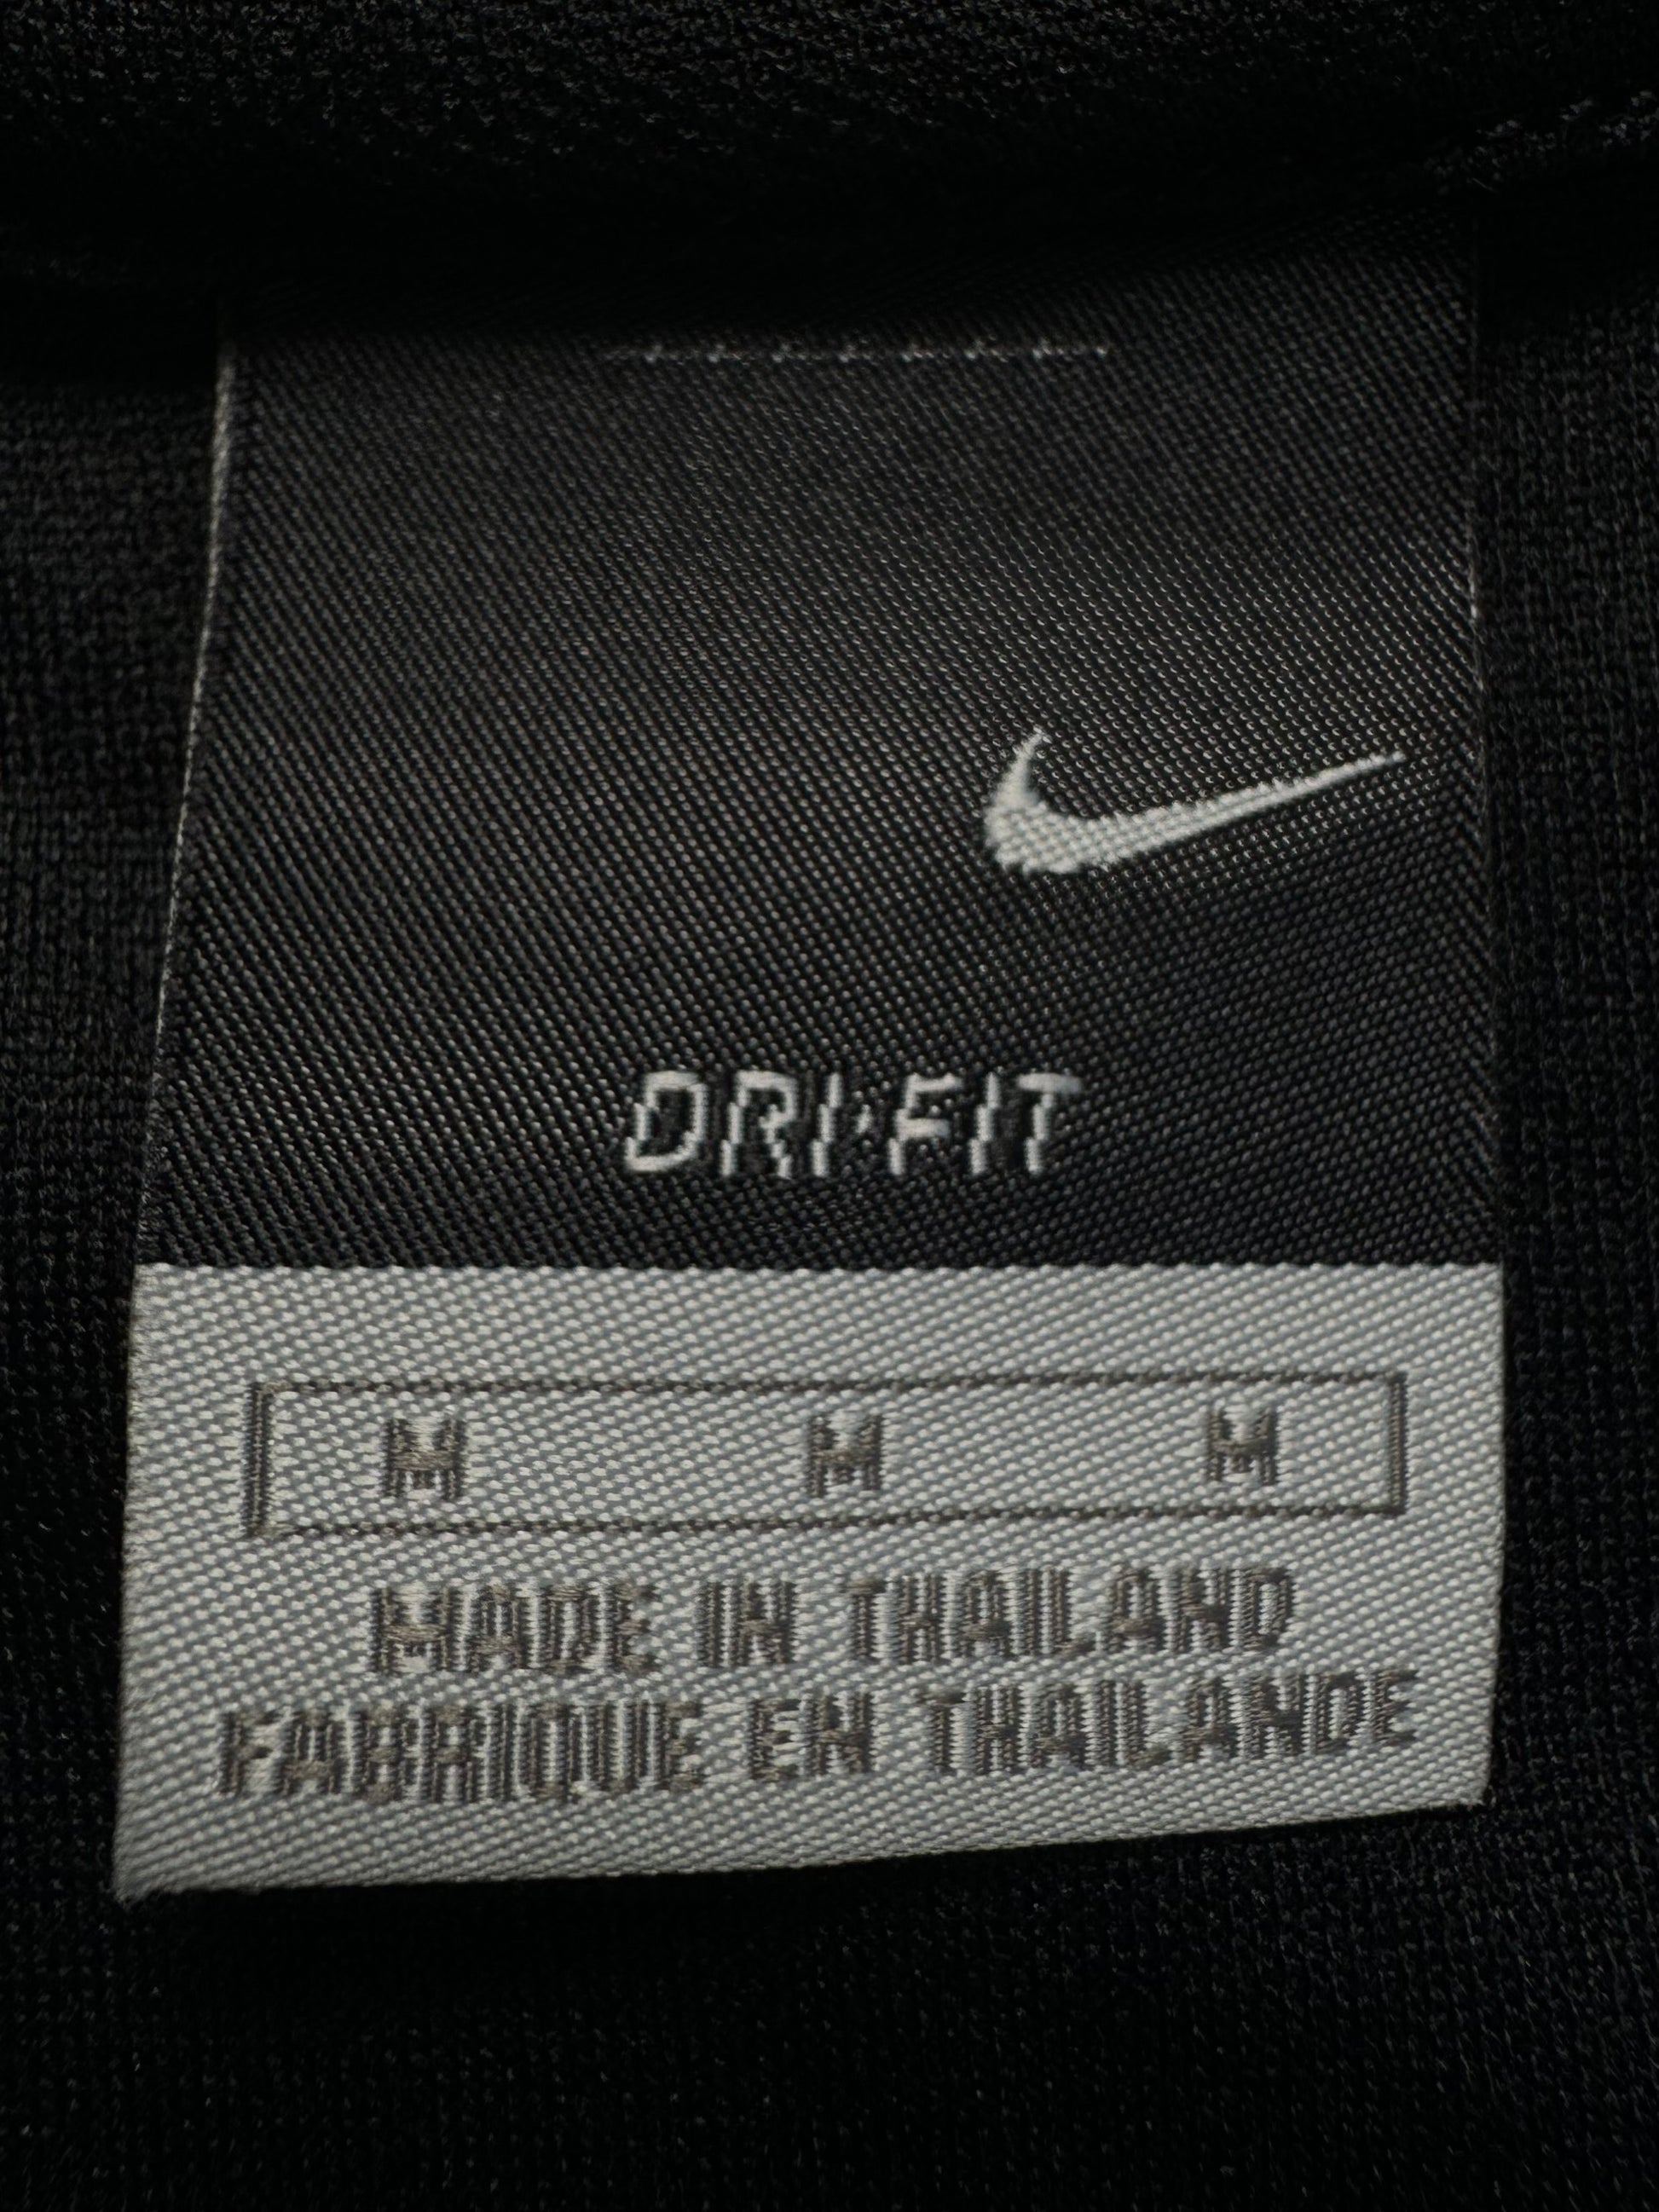 DRI-FIT
M M M
MADE IN THAILAND
FABRIQUE EN THAILANDE